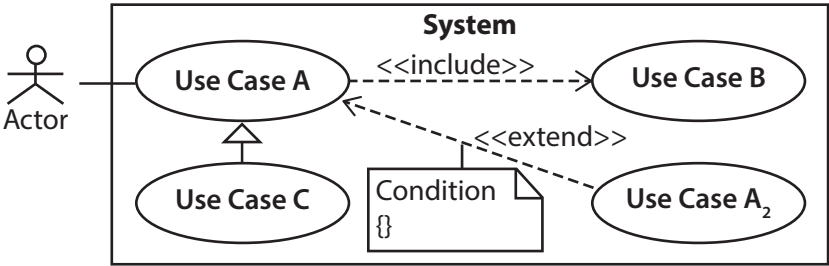 System
Use Case A
<<include>>
Use Case B
Actor
<<extend>>
Use Case C
Condition
{}
Use Case A₂